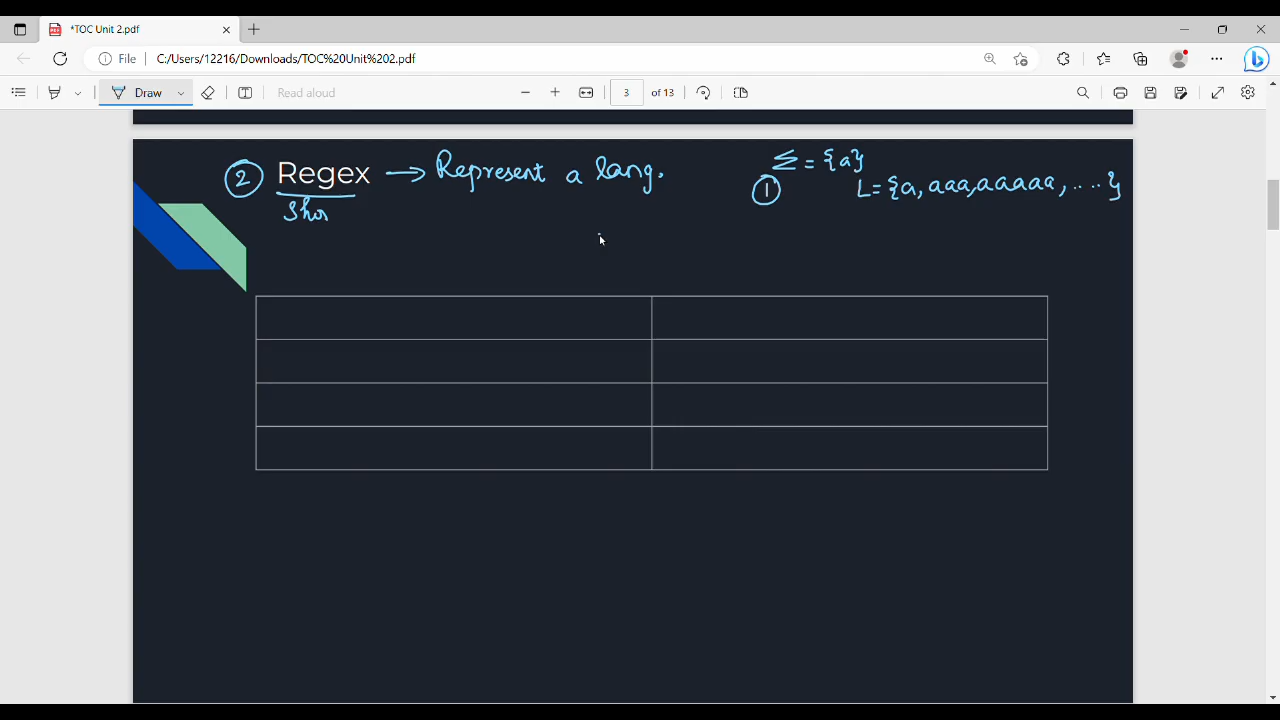 *TOC Unit 2.pdf
File
C:/Users/12216/Downloads/TOC%20Unit%202.pdf
Draw
Read aloud
3
of 13
2 Regex → Represent a lang.
Σ = {a}
1 L = {a, aaa, aaaaa, ....}
Shor